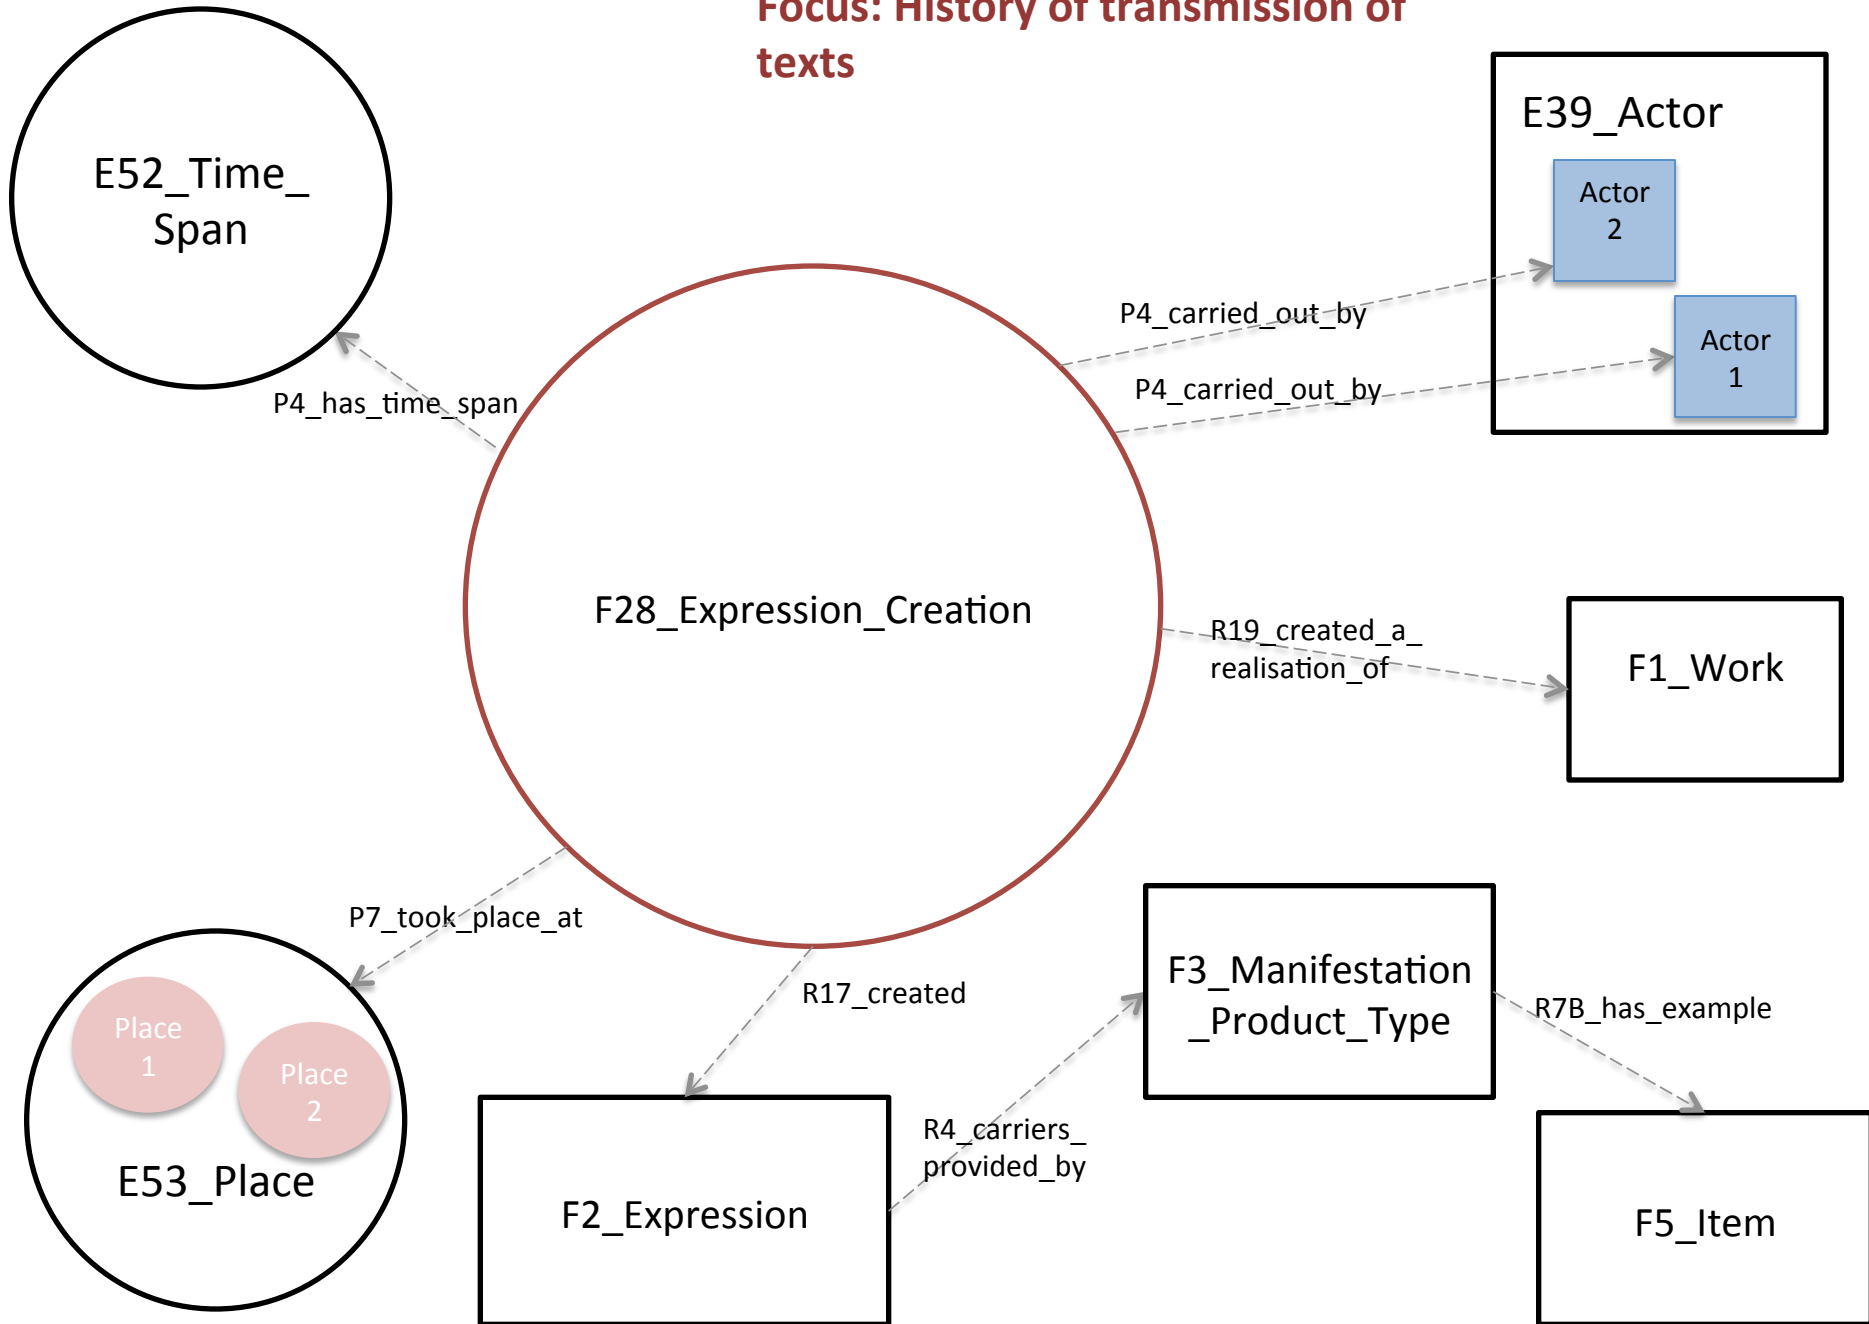 Focus: History of transmission of
texts
E52_Time_
Span
E39_Actor
Actor
2
Actor
1
P4_carried_out_by
P4_carried_out_by
P4_has_time_span
F28_Expression_Creation
R19_created_a_
realisation_of
F1_Work
P7_took_place_at
R17_created
F3_Manifestation
_Product_Type
R7B_has_example
Place
1
Place
2
E53_Place
R4_carriers_
provided_by
F2_Expression
F5_Item